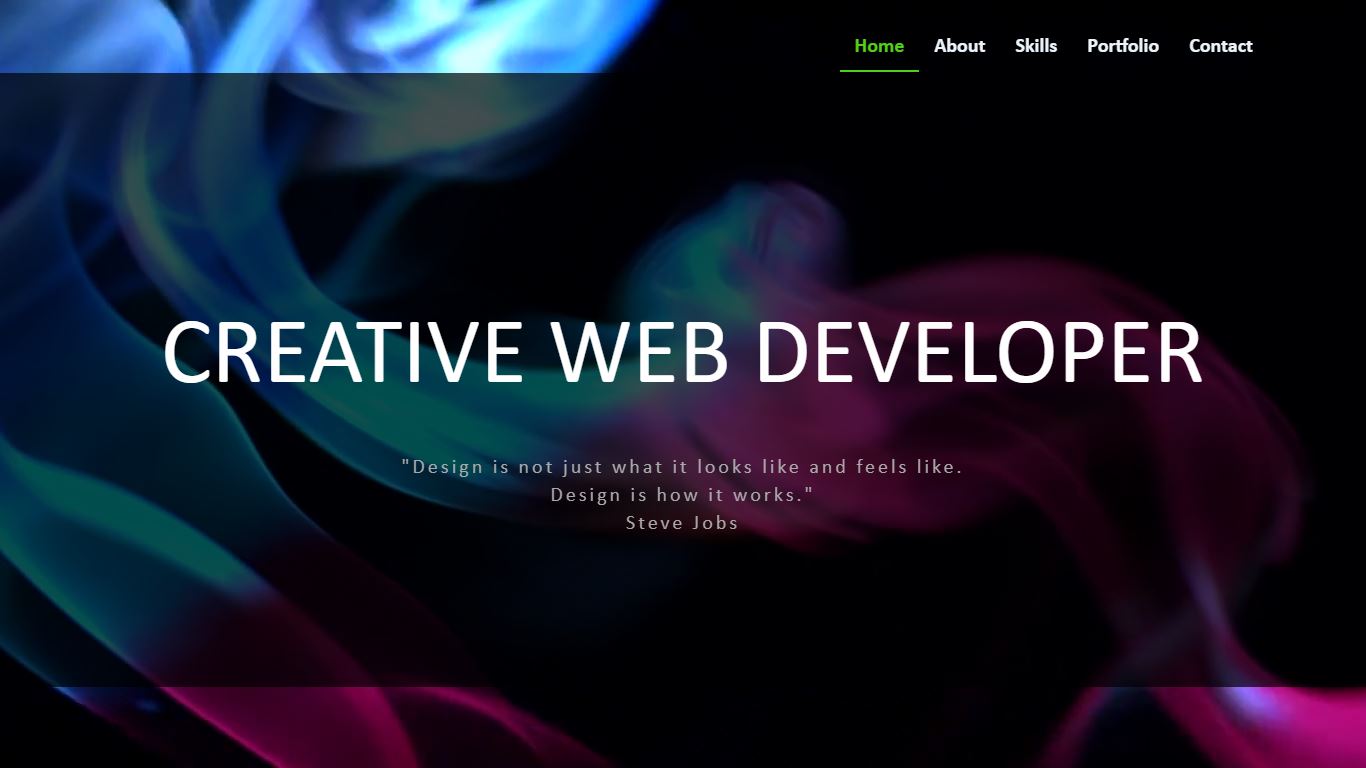 Home About Skills Portfolio Contact
CREATIVE WEB DEVELOPER
"Design is not just what it looks like and feels like.
Design is how it works."
Steve Jobs